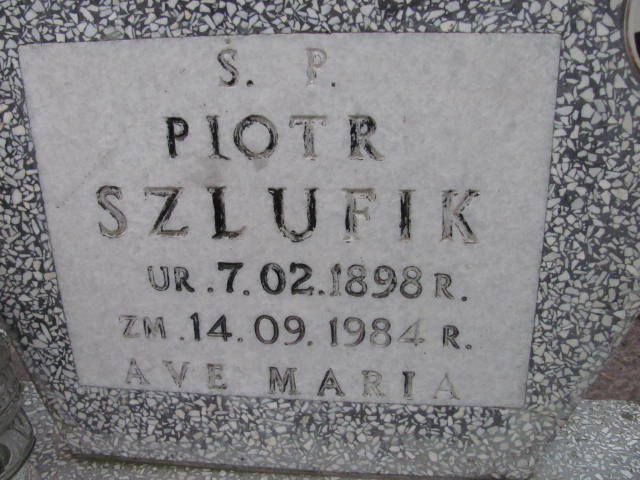 Ś. P.
PIOTR
SZLUFIK
UR. 7.02.1898 R.
ZM. 14.09.1984 R.
AVE MARIA